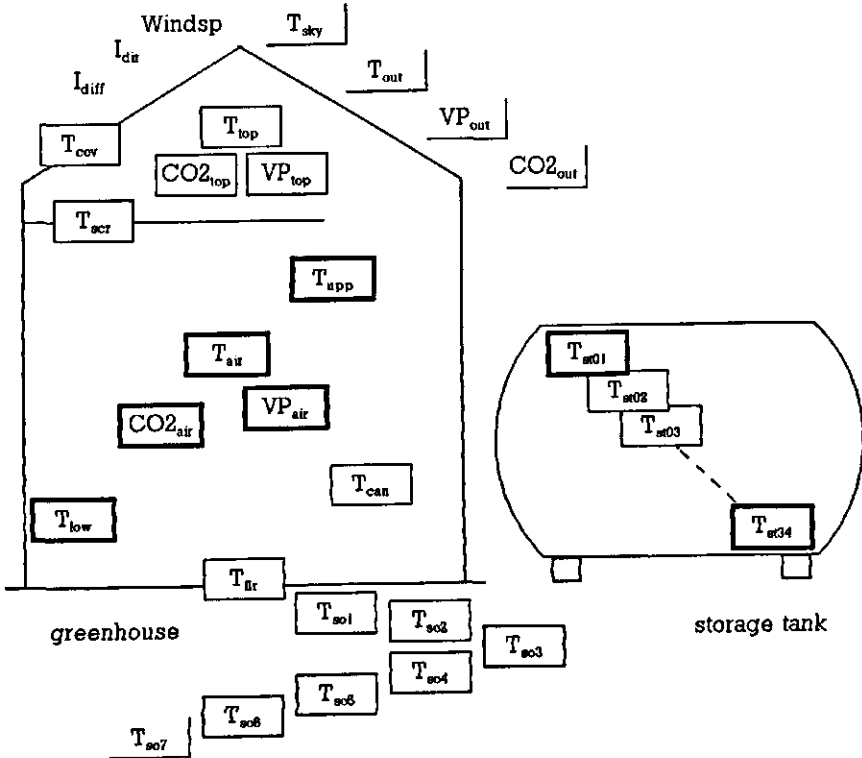 Windsp
T_sky
I_dir
I_diff
T_out
VP_out
CO2_out
T_cov
T_top
CO2_top
VP_top
T_scr
T_upp
T_air
VP_air
CO2_air
T_can
T_low
T_flr
T_st01
T_st02
T_st03
T_st34
greenhouse
storage tank
T_so1
T_so2
T_so3
T_so4
T_so5
T_so6
T_so7